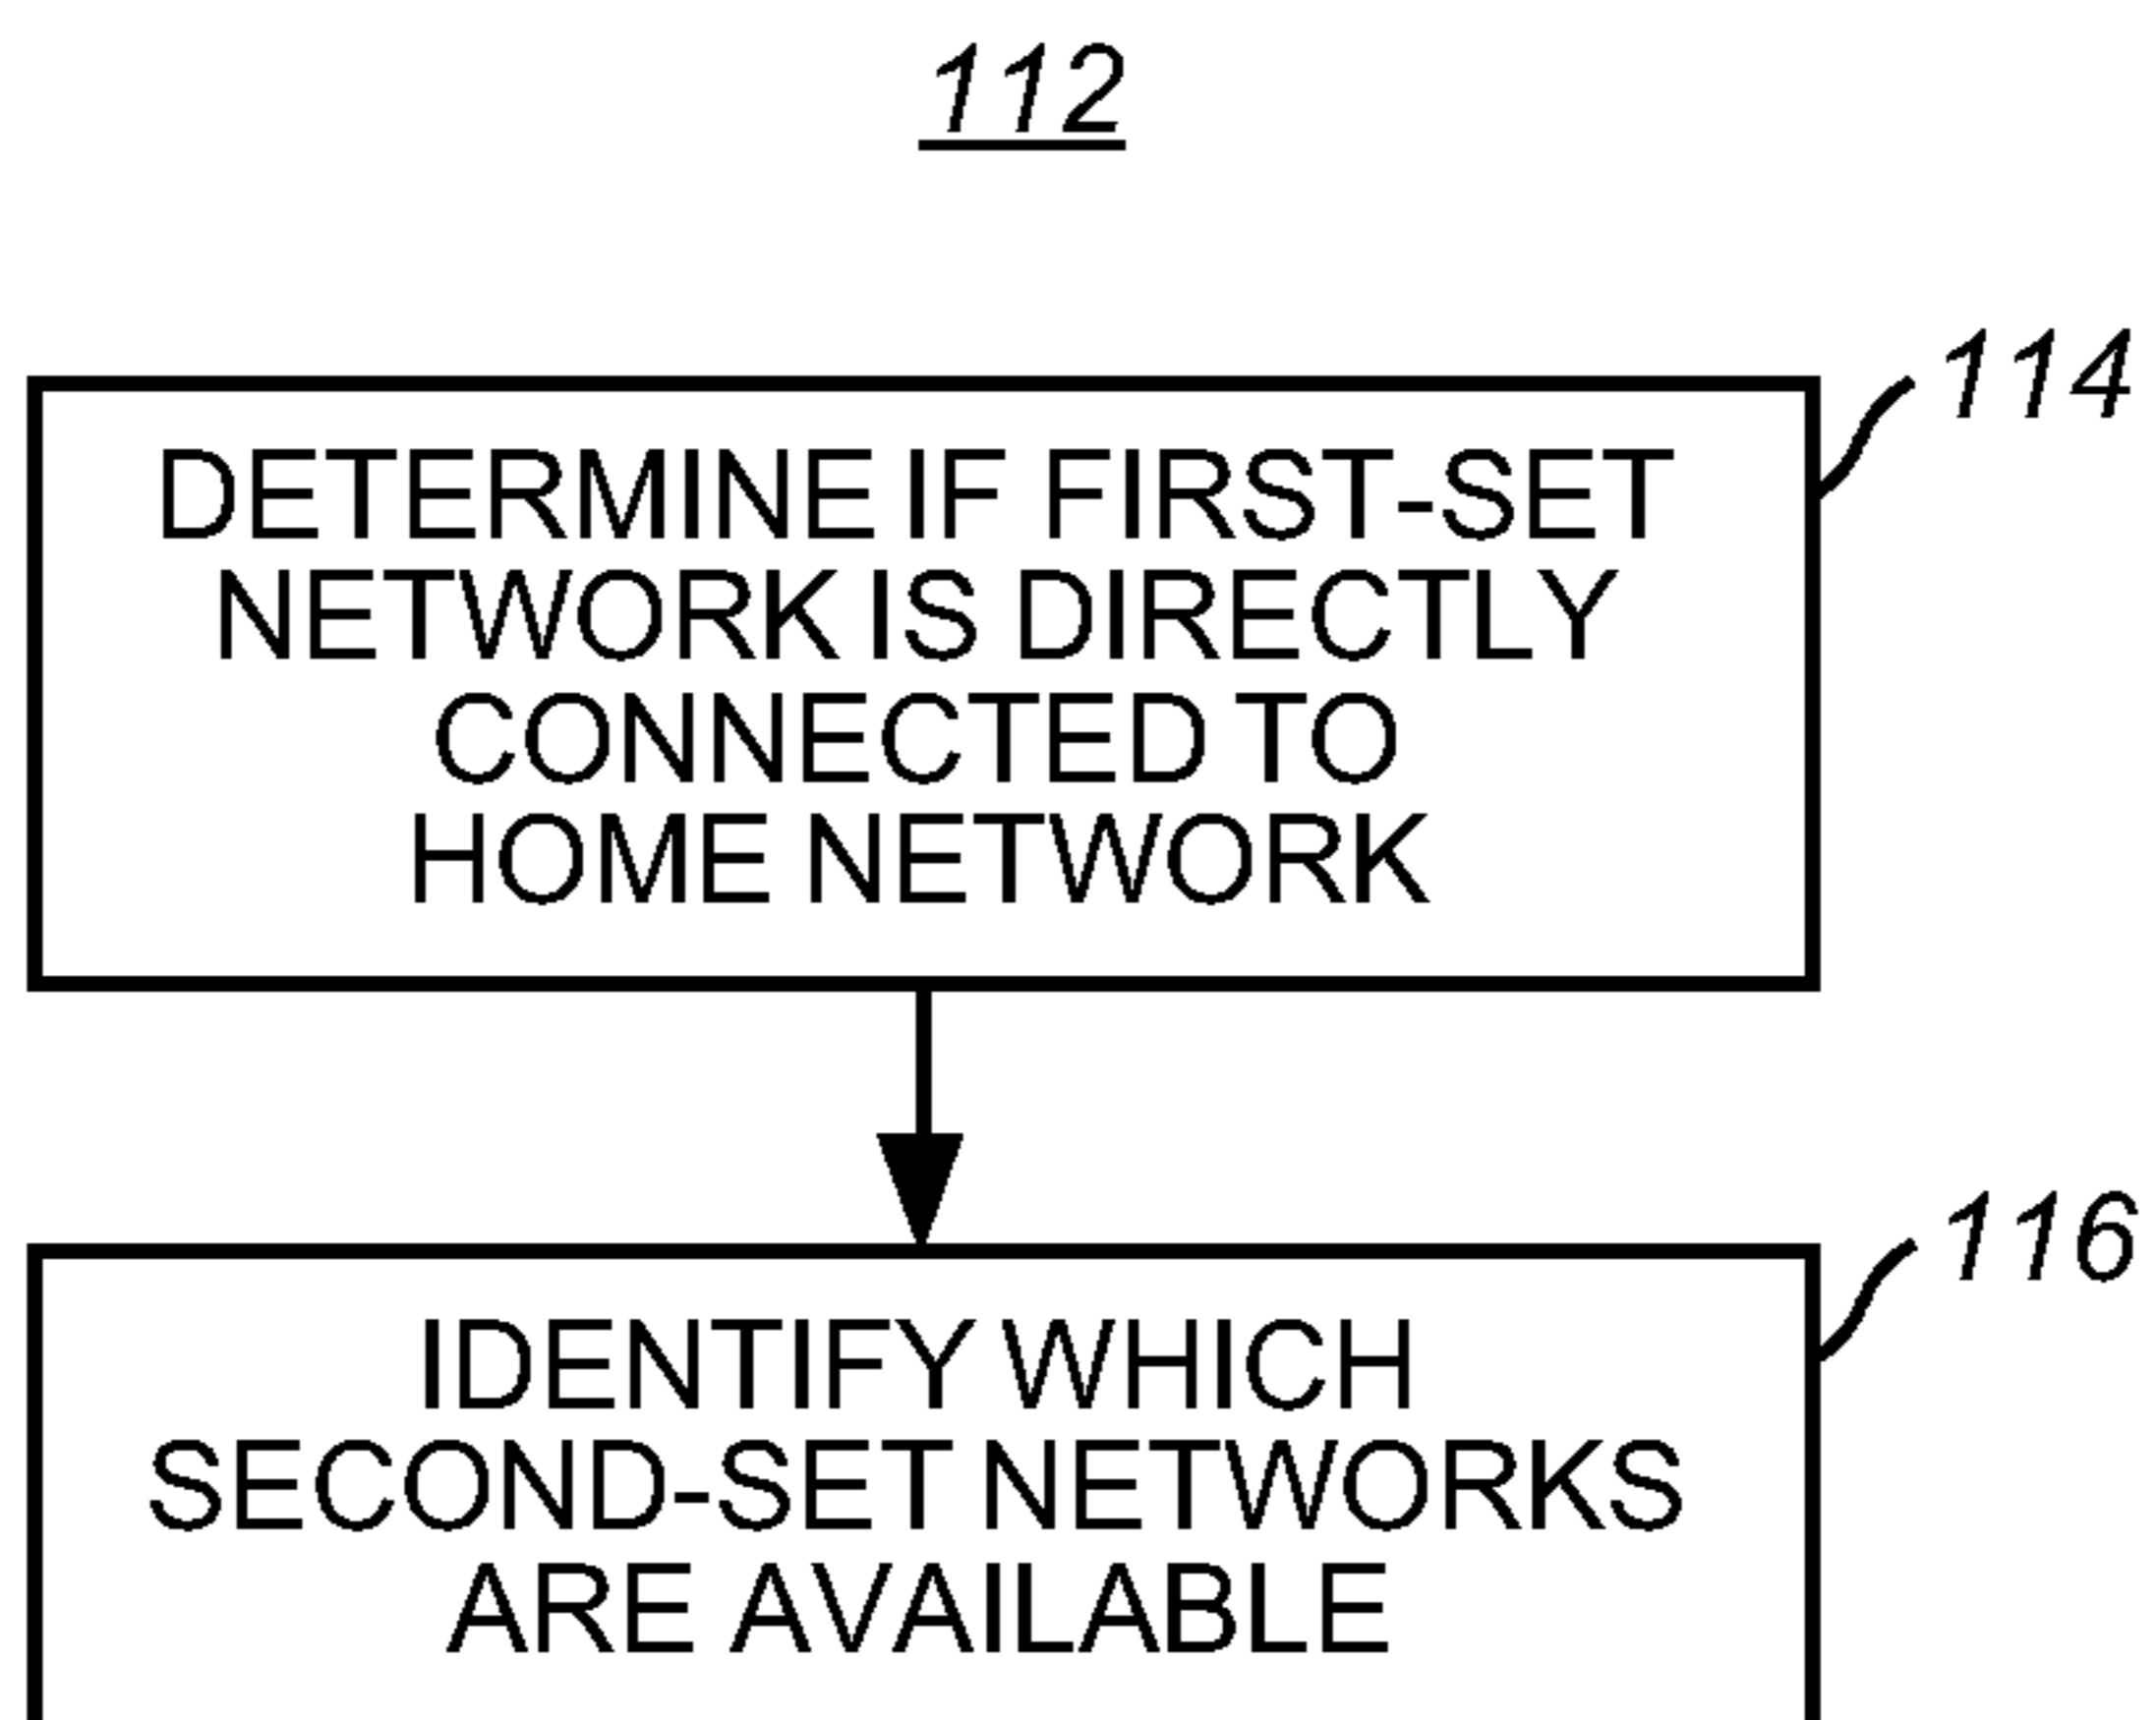 112
114
DETERMINE IF FIRST-SET
NETWORK IS DIRECTLY
CONNECTED TO
HOME NETWORK
116
IDENTIFY WHICH
SECOND-SET NETWORKS
ARE AVAILABLE